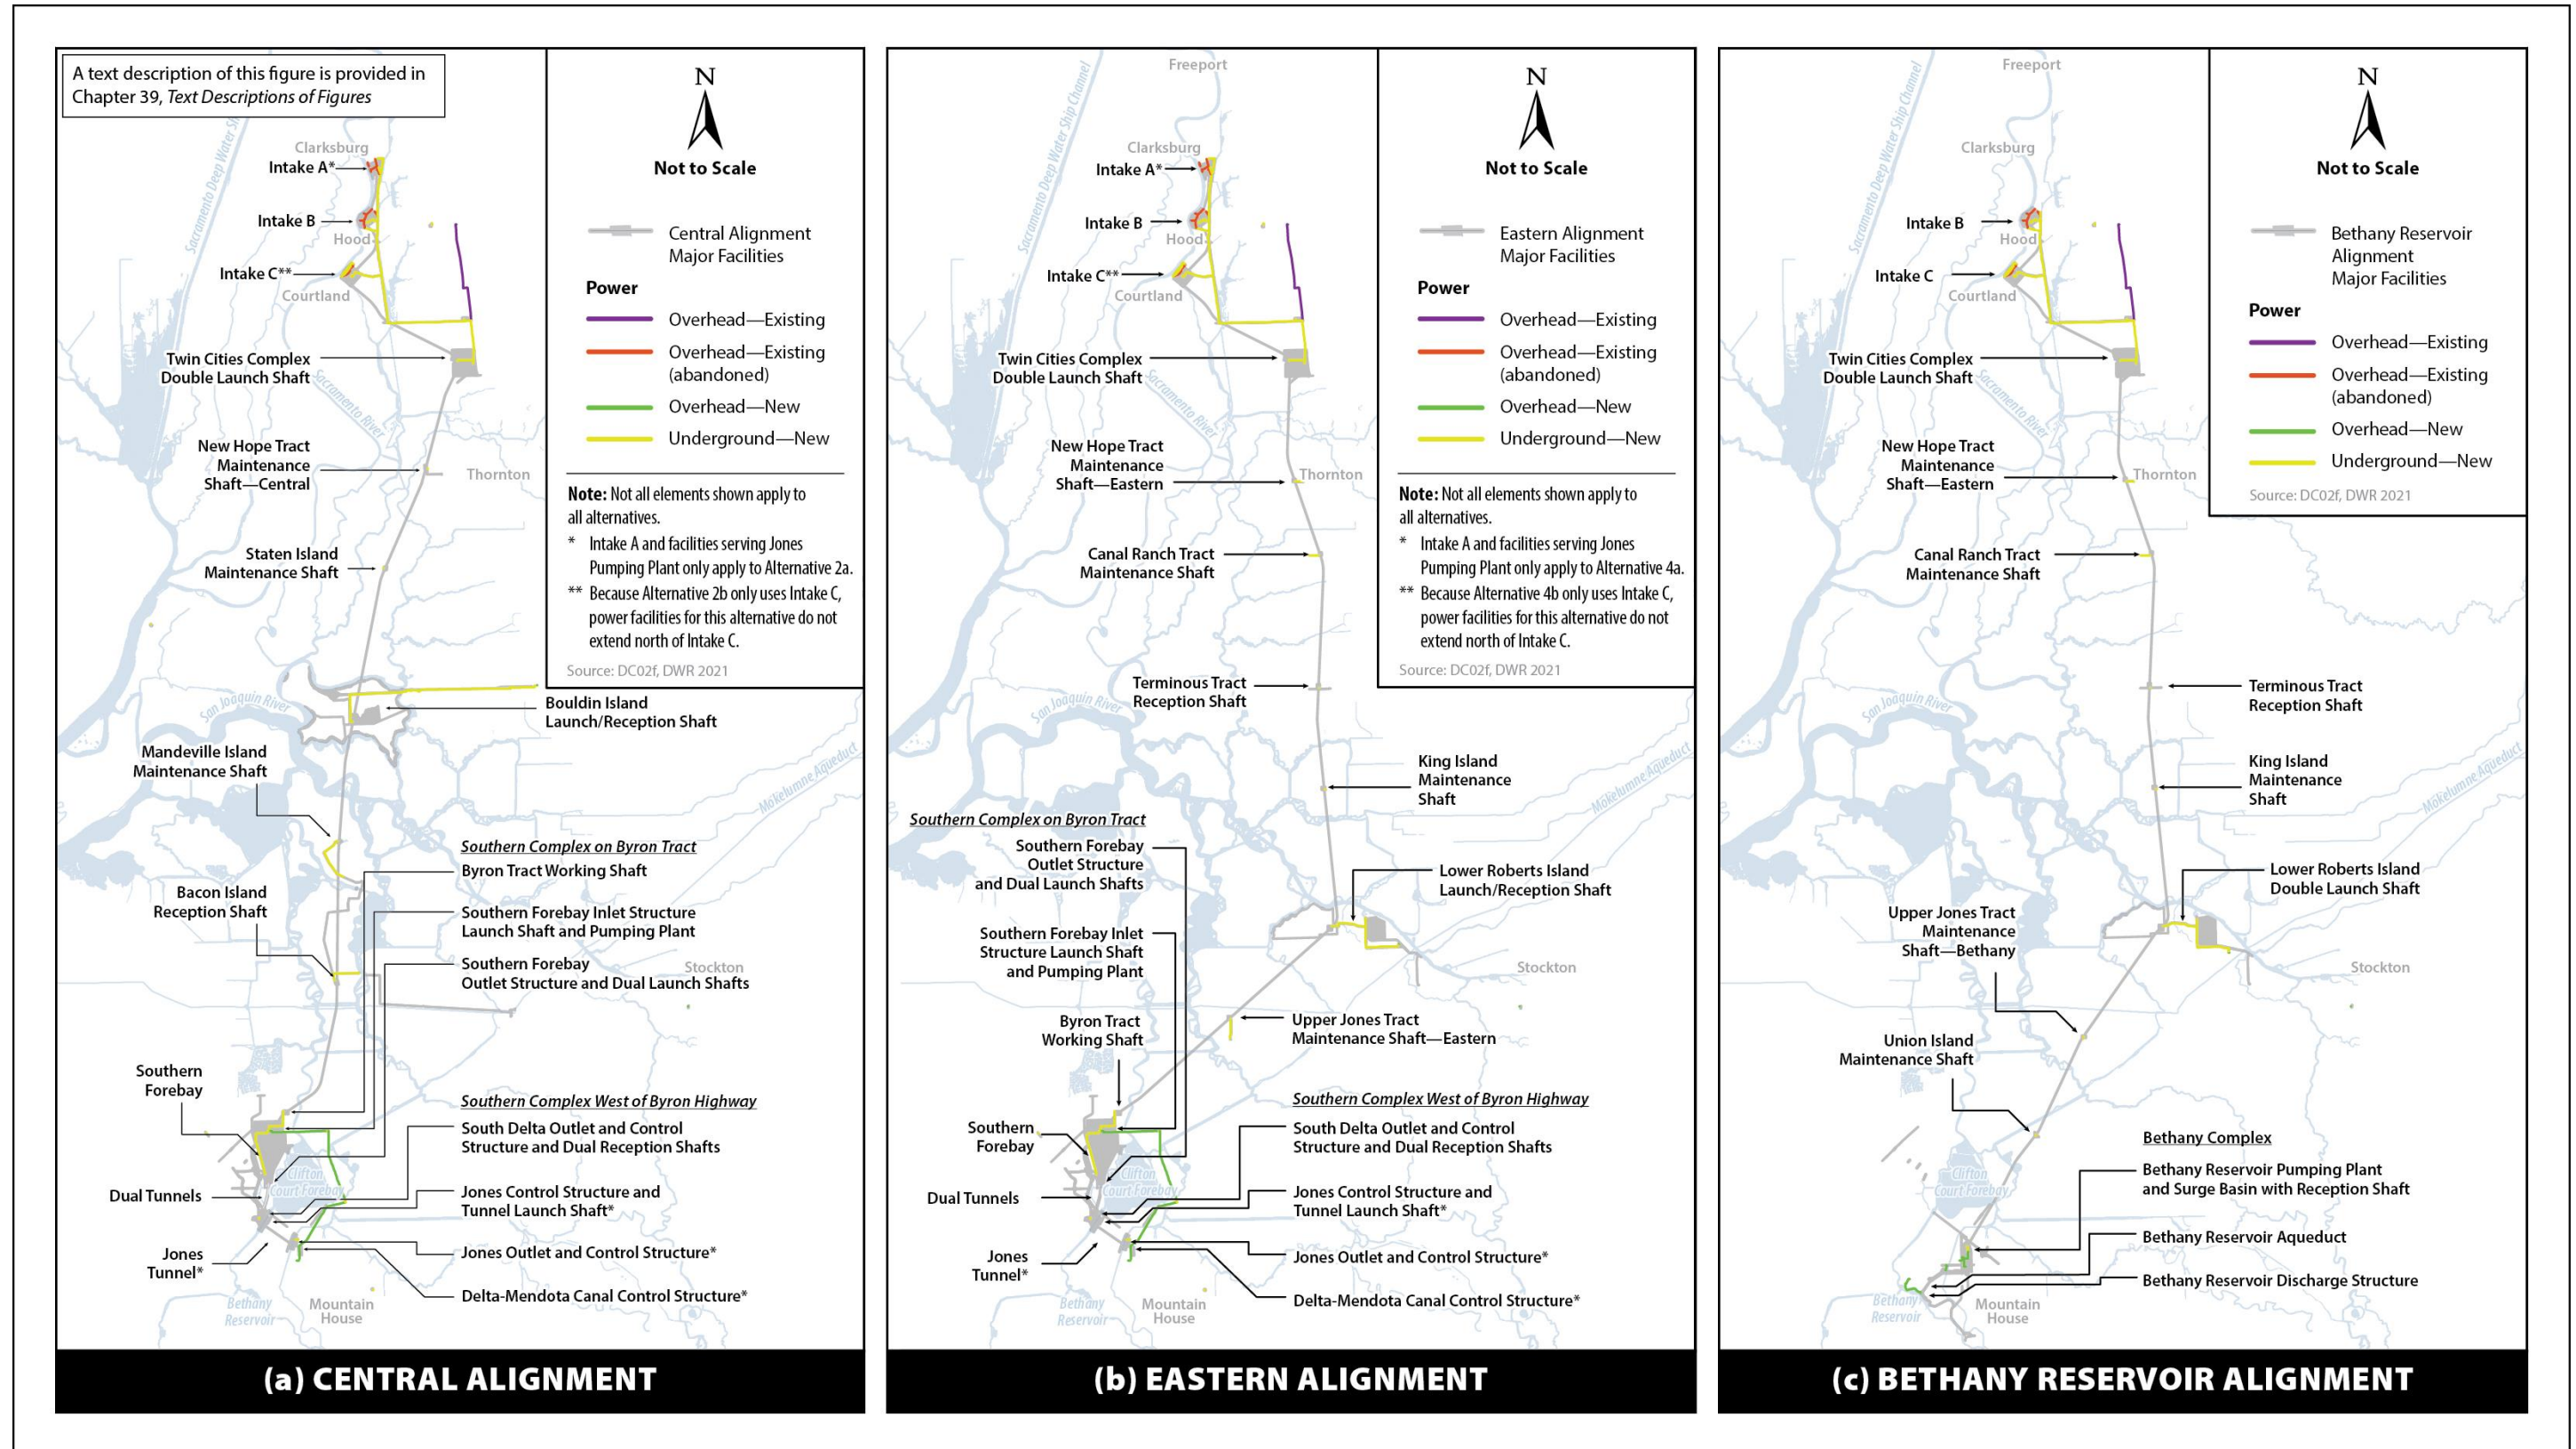 A text description of this figure is provided in
Chapter 39, Text Descriptions of Figures
Sacramento Deep Water Sh
Clarksburg
Intake A*
Intake B
Hood
Intake C**
Courtland
Twin Cities Complex
Double Launch Shaft
Sacramento River
New Hope Tract
Maintenance
Shaft—Central
Thornton
Staten Island
Maintenance Shaft
San Joaquin River
Bouldin Island
Launch/Reception Shaft
Mandeville Island
Maintenance Shaft
Mokelumne Aqueduct
Southern Complex on Byron Tract
Byron Tract Working Shaft
Bacon Island
Reception Shaft
Southern Forebay Inlet Structure
Launch Shaft and Pumping Plant
Southern Forebay
Outlet Structure and Dual Launch Shafts
Stockton
Southern
Forebay
Southern Complex West of Byron Highway
South Delta Outlet and Control
Structure and Dual Reception Shafts
Clifton
Court Forebay
Dual Tunnels
Jones Control Structure and
Tunnel Launch Shaft*
Jones
Tunnel*
Jones Outlet and Control Structure*
Delta-Mendota Canal Control Structure*
Bethany
Reservoir
Mountain
House
N
Not to Scale
Central Alignment
Major Facilities
Power
Overhead—Existing
Overhead—Existing
(abandoned)
Overhead—New
Underground—New
Note: Not all elements shown apply to
all alternatives.
* Intake A and facilities serving Jones
Pumping Plant only apply to Alternative 2a.
** Because Alternative 2b only uses Intake C,
power facilities for this alternative do not
extend north of Intake C.
Source: DC02f, DWR 2021
(a) CENTRAL ALIGNMENT
Freeport
Sacramento Deep Water Ship Channel
Clarksburg
Intake A*
Intake B
Hood
Intake C**
Courtland
Twin Cities Complex
Double Launch Shaft
Sacramento River
New Hope Tract
Maintenance
Shaft—Eastern
Thornton
Canal Ranch Tract
Maintenance Shaft
Terminous Tract
Reception Shaft
San Joaquin River
King Island
Maintenance
Shaft
Mokelumne Aqueduct
Southern Complex on Byron Tract
Southern Forebay
Outlet Structure
and Dual Launch Shafts
Lower Roberts Island
Launch/Reception Shaft
Southern Forebay Inlet
Structure Launch Shaft
and Pumping Plant
Stockton
Byron Tract
Working Shaft
Upper Jones Tract
Maintenance Shaft—Eastern
Southern Complex West of Byron Highway
Southern
Forebay
South Delta Outlet and Control
Structure and Dual Reception Shafts
Clifton
Court Forebay
Dual Tunnels
Jones Control Structure and
Tunnel Launch Shaft*
Jones
Tunnel*
Jones Outlet and Control Structure*
Delta-Mendota Canal Control Structure*
Bethany
Reservoir
Mountain
House
N
Not to Scale
Eastern Alignment
Major Facilities
Power
Overhead—Existing
Overhead—Existing
(abandoned)
Overhead—New
Underground—New
Note: Not all elements shown apply to
all alternatives.
* Intake A and facilities serving Jones
Pumping Plant only apply to Alternative 4a.
** Because Alternative 4b only uses Intake C,
power facilities for this alternative do not
extend north of Intake C.
Source: DC02f, DWR 2021
(b) EASTERN ALIGNMENT
Freeport
Sacramento Deep Water Ship Channel
Clarksburg
Intake B
Hood
Intake C
Courtland
Twin Cities Complex
Double Launch Shaft
Sacramento River
New Hope Tract
Maintenance
Shaft—Eastern
Thornton
Canal Ranch Tract
Maintenance Shaft
Terminous Tract
Reception Shaft
San Joaquin River
King Island
Maintenance
Shaft
Mokelumne Aqueduct
Lower Roberts Island
Double Launch Shaft
Upper Jones Tract
Maintenance
Shaft—Bethany
Stockton
Union Island
Maintenance Shaft
Bethany Complex
Bethany Reservoir Pumping Plant
and Surge Basin with Reception Shaft
Clifton
Court Forebay
Bethany Reservoir Aqueduct
Bethany Reservoir Discharge Structure
Bethany
Reservoir
Mountain
House
N
Not to Scale
Bethany Reservoir
Alignment
Major Facilities
Power
Overhead—Existing
Overhead—Existing
(abandoned)
Overhead—New
Underground—New
Source: DC02f, DWR 2021
(c) BETHANY RESERVOIR ALIGNMENT